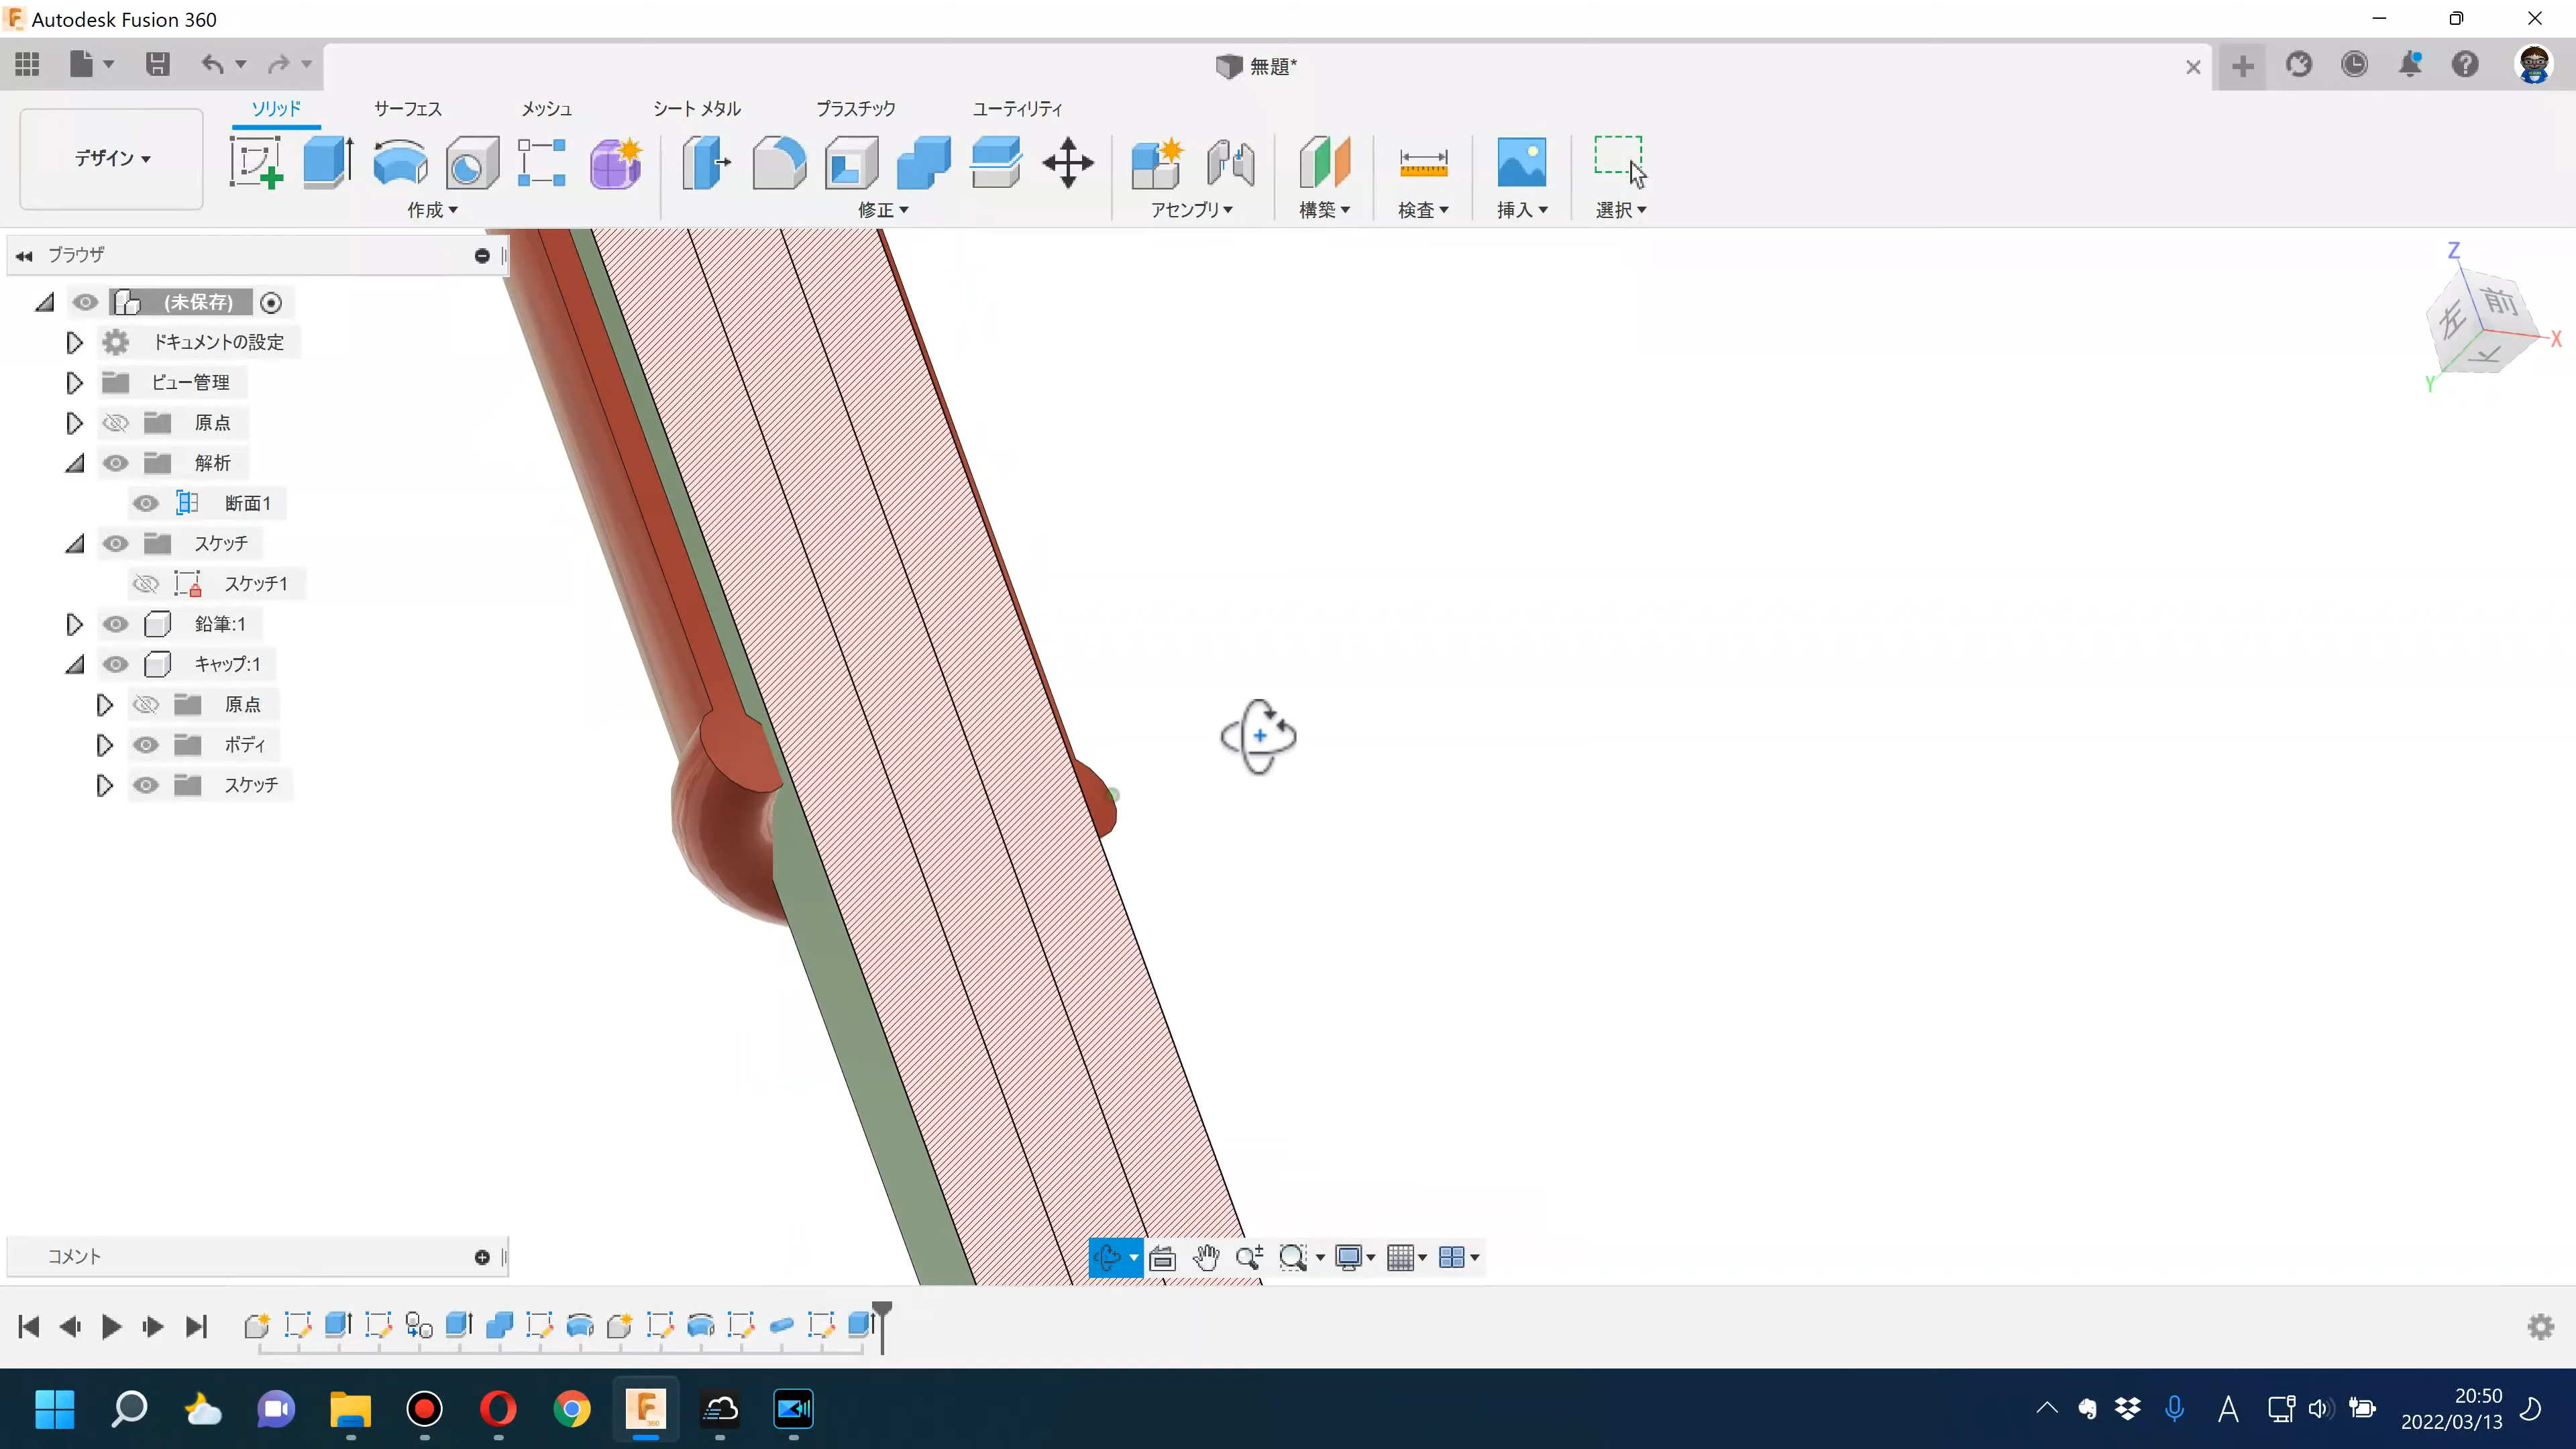 Autodesk Fusion 360
無題*
ソリッド サーフェス メッシュ シート メタル プラスチック ユーティリティ
デザイン
作成 修正 アセンブリ 構築 検査 挿入 選択
ブラウザ
(未保存)
ドキュメントの設定
ビュー管理
原点
解析
断面1
スケッチ
スケッチ1
鉛筆:1
キャップ:1
原点
ボディ
スケッチ
Z
左 前
X
Y
コメント
360
A
20:50
2022/03/13